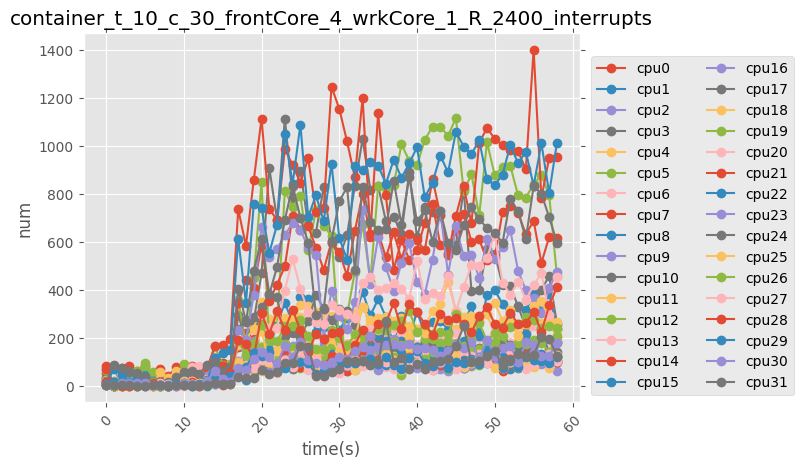 container_t_10_c_30_frontCore_4_wrkCore_1_R_2400_interrupts
num
1400
1200
1000
800
600
400
200
0
0
10
20
30
40
50
60
time(s)
cpu0
cpu1
cpu2
cpu3
cpu4
cpu5
cpu6
cpu7
cpu8
cpu9
cpu10
cpu11
cpu12
cpu13
cpu14
cpu15
cpu16
cpu17
cpu18
cpu19
cpu20
cpu21
cpu22
cpu23
cpu24
cpu25
cpu26
cpu27
cpu28
cpu29
cpu30
cpu31